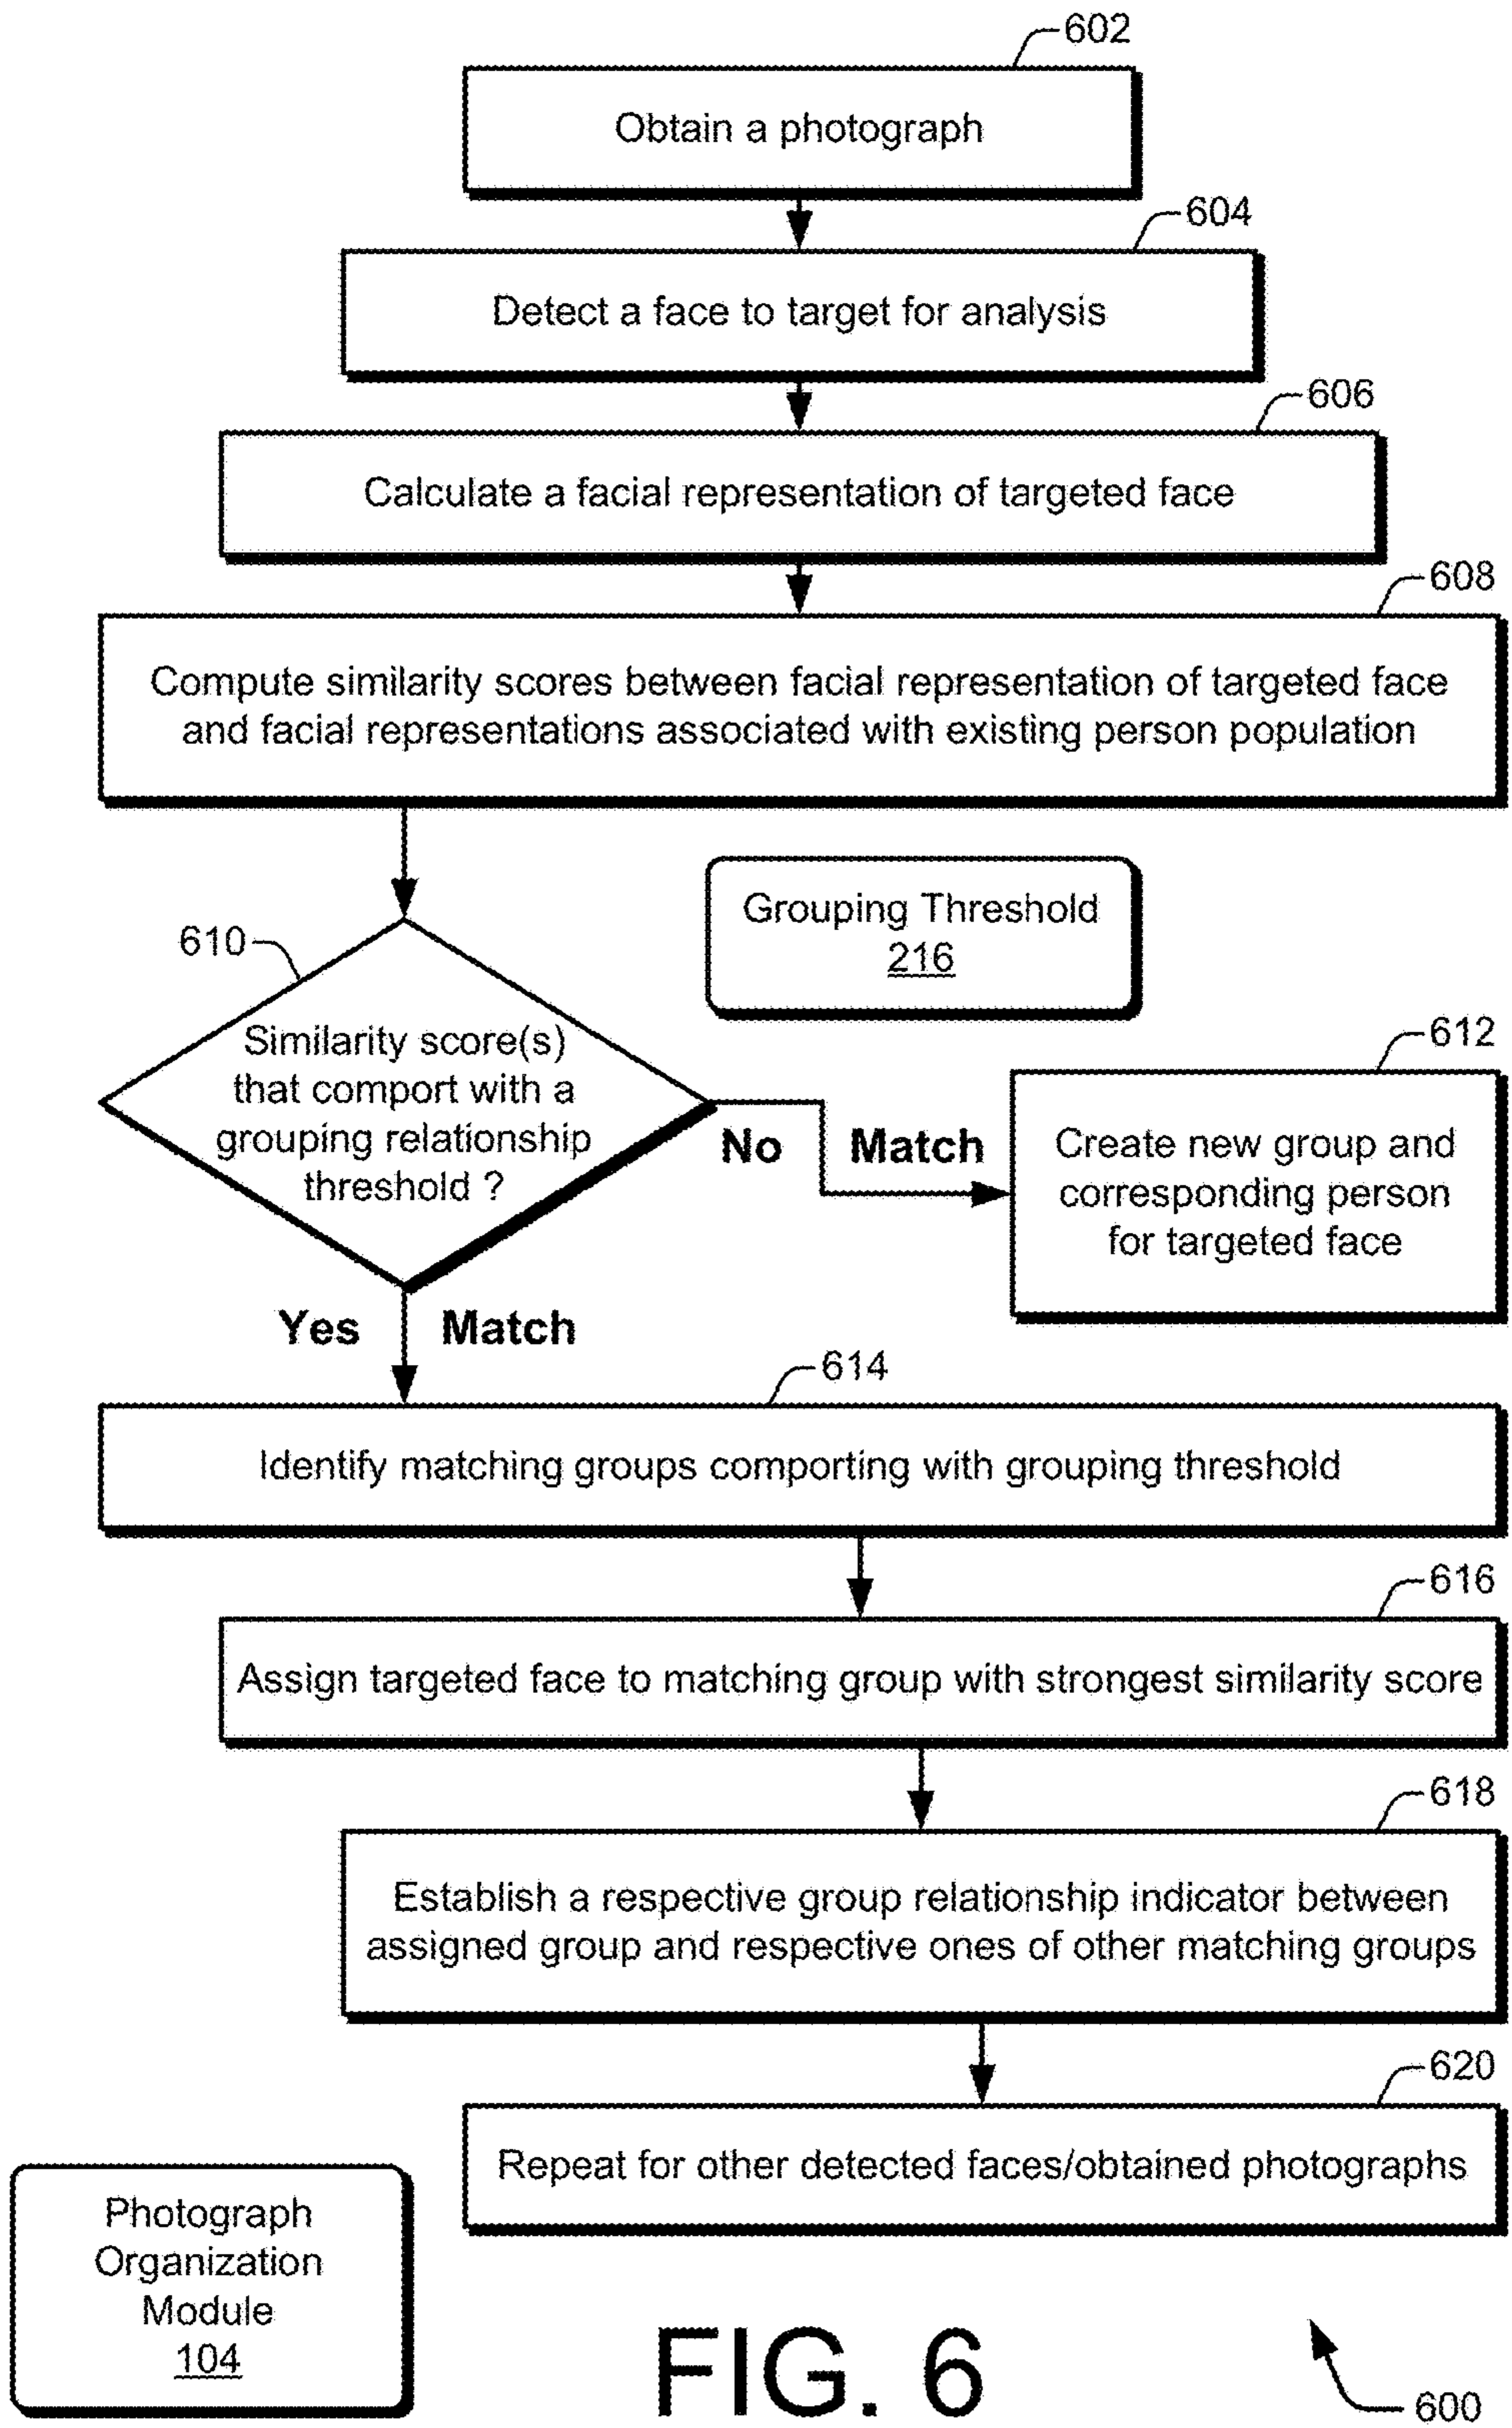 602
Obtain a photograph
604
Detect a face to target for analysis
606
Calculate a facial representation of targeted face
608
Compute similarity scores between facial representation of targeted face
and facial representations associated with existing person population
Grouping Threshold
216
610
Similarity score(s)
that comport with a
grouping relationship
threshold ?
No Match
612
Create new group and
corresponding person
for targeted face
Yes Match
614
Identify matching groups comporting with grouping threshold
616
Assign targeted face to matching group with strongest similarity score
618
Establish a respective group relationship indicator between
assigned group and respective ones of other matching groups
620
Repeat for other detected faces/obtained photographs
Photograph
Organization
Module
104
FIG. 6
600